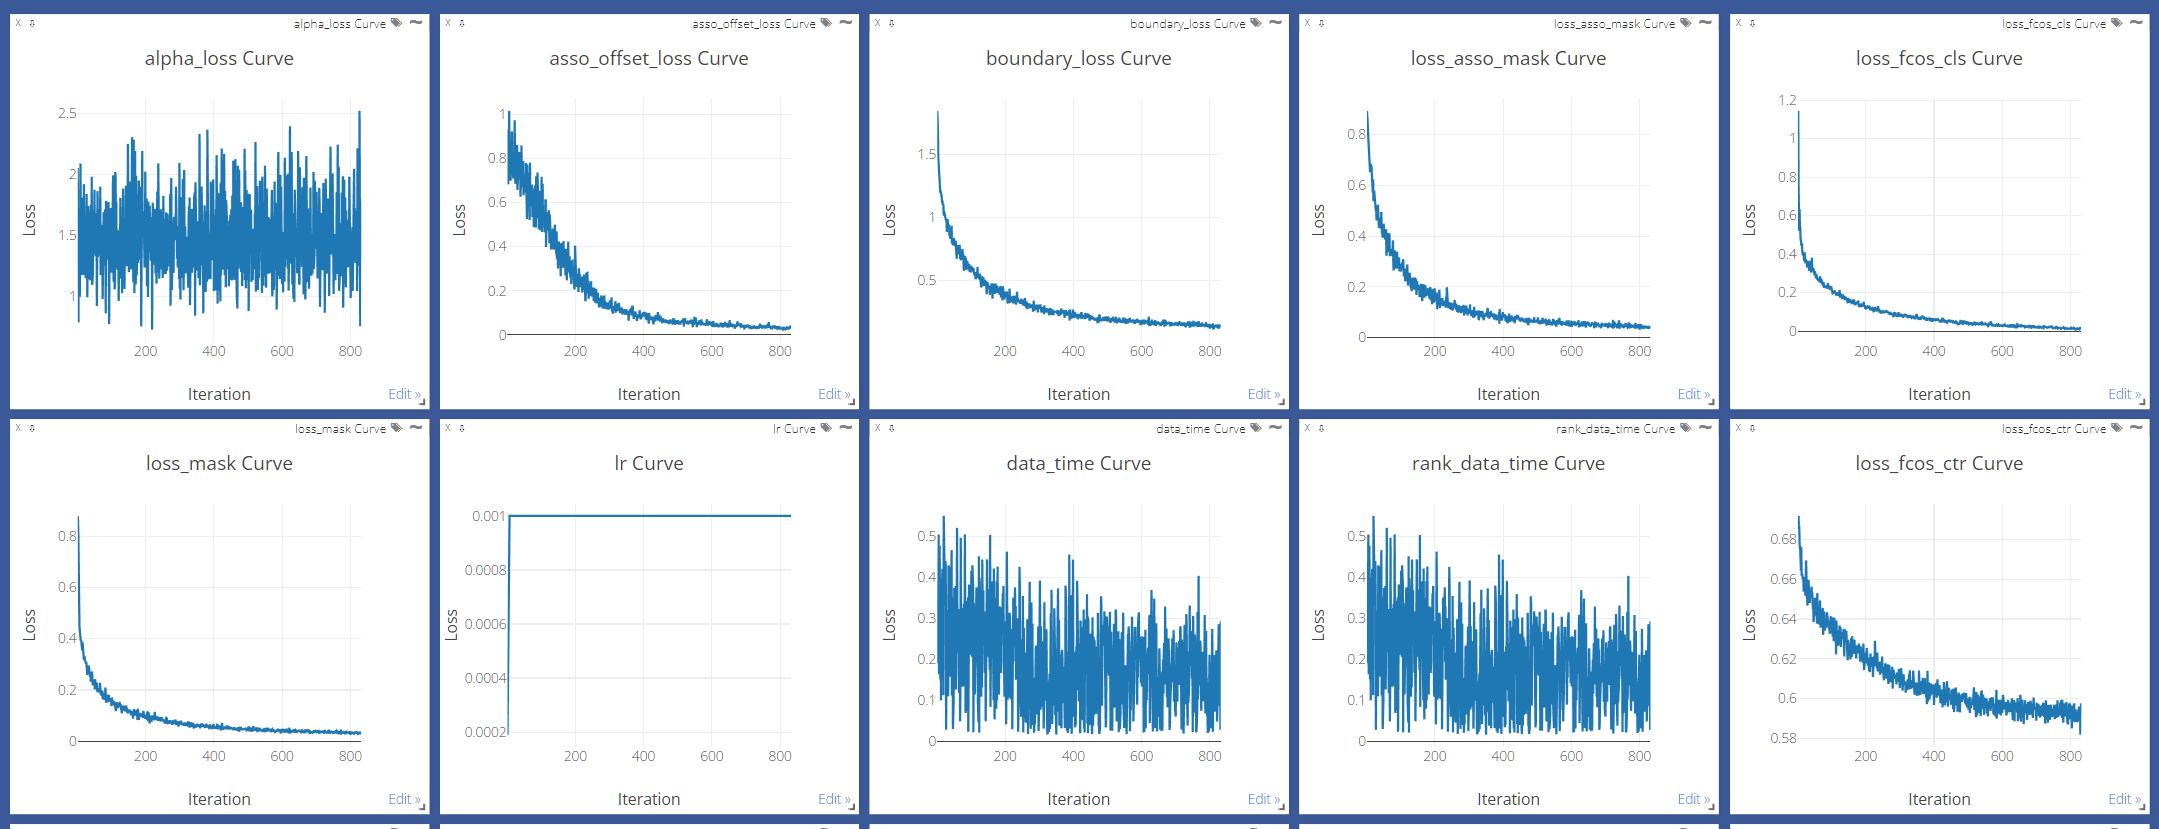 X alpha_loss Curve
alpha_loss Curve
2.5
2
1.5
1
Loss
200 400 600 800
Iteration
Edit »
X asso_offset_loss Curve
asso_offset_loss Curve
1
0.8
0.6
0.4
0.2
0
Loss
200 400 600 800
Iteration
Edit »
X boundary_loss Curve
boundary_loss Curve
1.5
1
0.5
Loss
200 400 600 800
Iteration
Edit »
X loss_asso_mask Curve
loss_asso_mask Curve
0.8
0.6
0.4
0.2
0
Loss
200 400 600 800
Iteration
Edit »
X loss_fcos_cls Curve
loss_fcos_cls Curve
1.2
1
0.8
0.6
0.4
0.2
0
Loss
200 400 600 800
Iteration
Edit »
X loss_mask Curve
loss_mask Curve
0.8
0.6
0.4
0.2
0
Loss
200 400 600 800
Iteration
Edit »
X lr Curve
lr Curve
0.001
0.0008
0.0006
0.0004
0.0002
Loss
200 400 600 800
Iteration
Edit »
X data_time Curve
data_time Curve
0.5
0.4
0.3
0.2
0.1
0
Loss
200 400 600 800
Iteration
Edit »
X rank_data_time Curve
rank_data_time Curve
0.5
0.4
0.3
0.2
0.1
0
Loss
200 400 600 800
Iteration
Edit »
X loss_fcos_ctr Curve
loss_fcos_ctr Curve
0.68
0.66
0.64
0.62
0.6
0.58
Loss
200 400 600 800
Iteration
Edit »